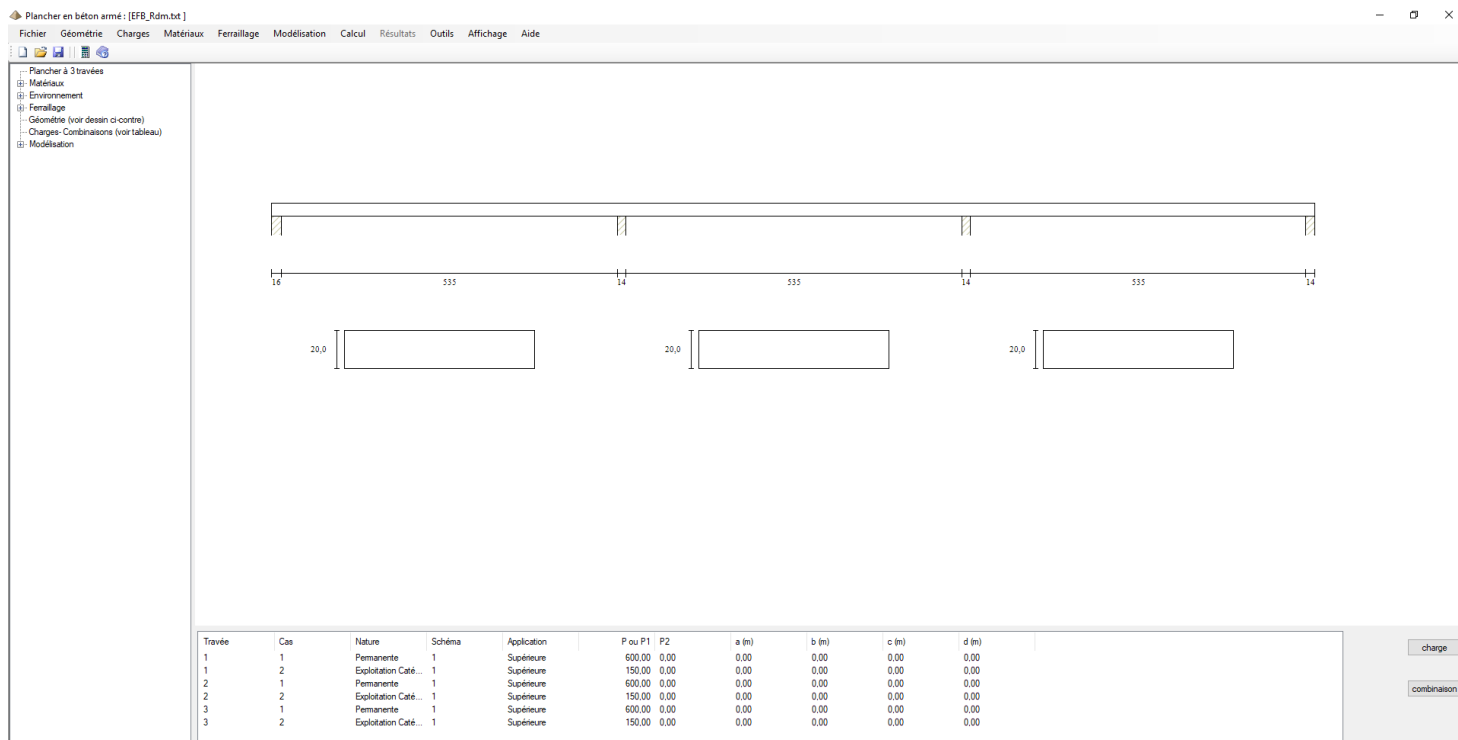 Plancher en béton armé : [EFB_Rdm.txt ]
Fichier Géométrie Charges Matériaux Ferraillage Modélisation Calcul Résultats Outils Affichage Aide
Plancher à 3 travées
Matériaux
Environnement
Ferraillage
Géométrie (voir dessin ci-contre)
Charges- Combinaisons (voir tableau)
Modélisation
16 535 14 535 14 535 14
20,0 20,0 20,0
Travée Cas Nature Schéma Application P ou P1 P2 a (m) b (m) c (m) d (m)
1 1 Permanente 1 Supérieure 600,00 0,00 0,00 0,00 0,00 0,00
1 2 Exploitation Caté... 1 Supérieure 150,00 0,00 0,00 0,00 0,00 0,00
2 1 Permanente 1 Supérieure 600,00 0,00 0,00 0,00 0,00 0,00
2 2 Exploitation Caté... 1 Supérieure 150,00 0,00 0,00 0,00 0,00 0,00
3 1 Permanente 1 Supérieure 600,00 0,00 0,00 0,00 0,00 0,00
3 2 Exploitation Caté... 1 Supérieure 150,00 0,00 0,00 0,00 0,00 0,00
charge
combinaison